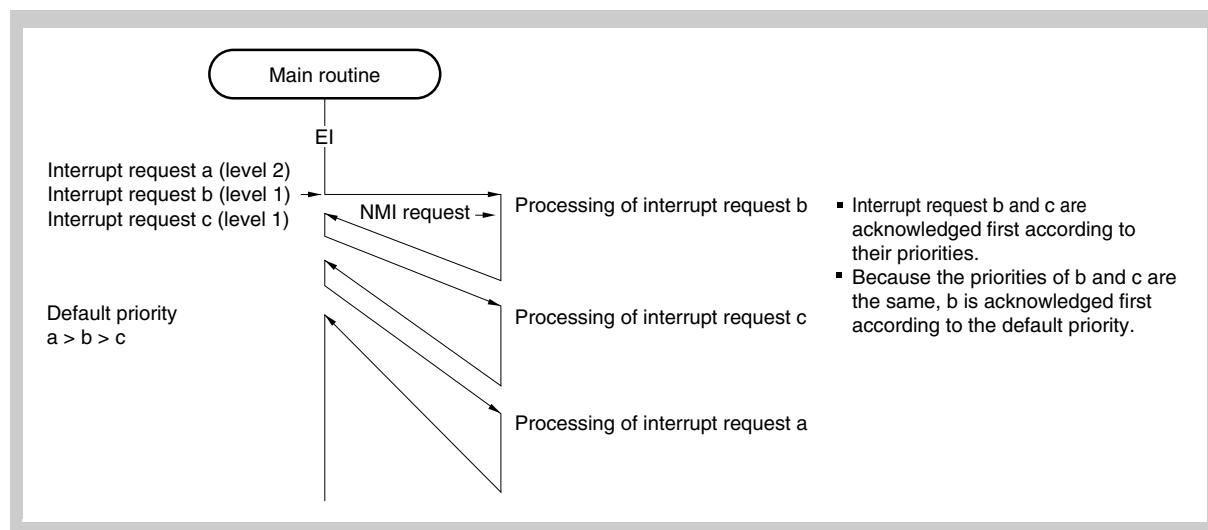 Main routine
EI
Interrupt request a (level 2)
Interrupt request b (level 1)
Interrupt request c (level 1)
NMI request
Processing of interrupt request b
▪ Interrupt request b and c are
acknowledged first according to
their priorities.
▪ Because the priorities of b and c are
the same, b is acknowledged first
according to the default priority.
Default priority
a > b > c
Processing of interrupt request c
Processing of interrupt request a